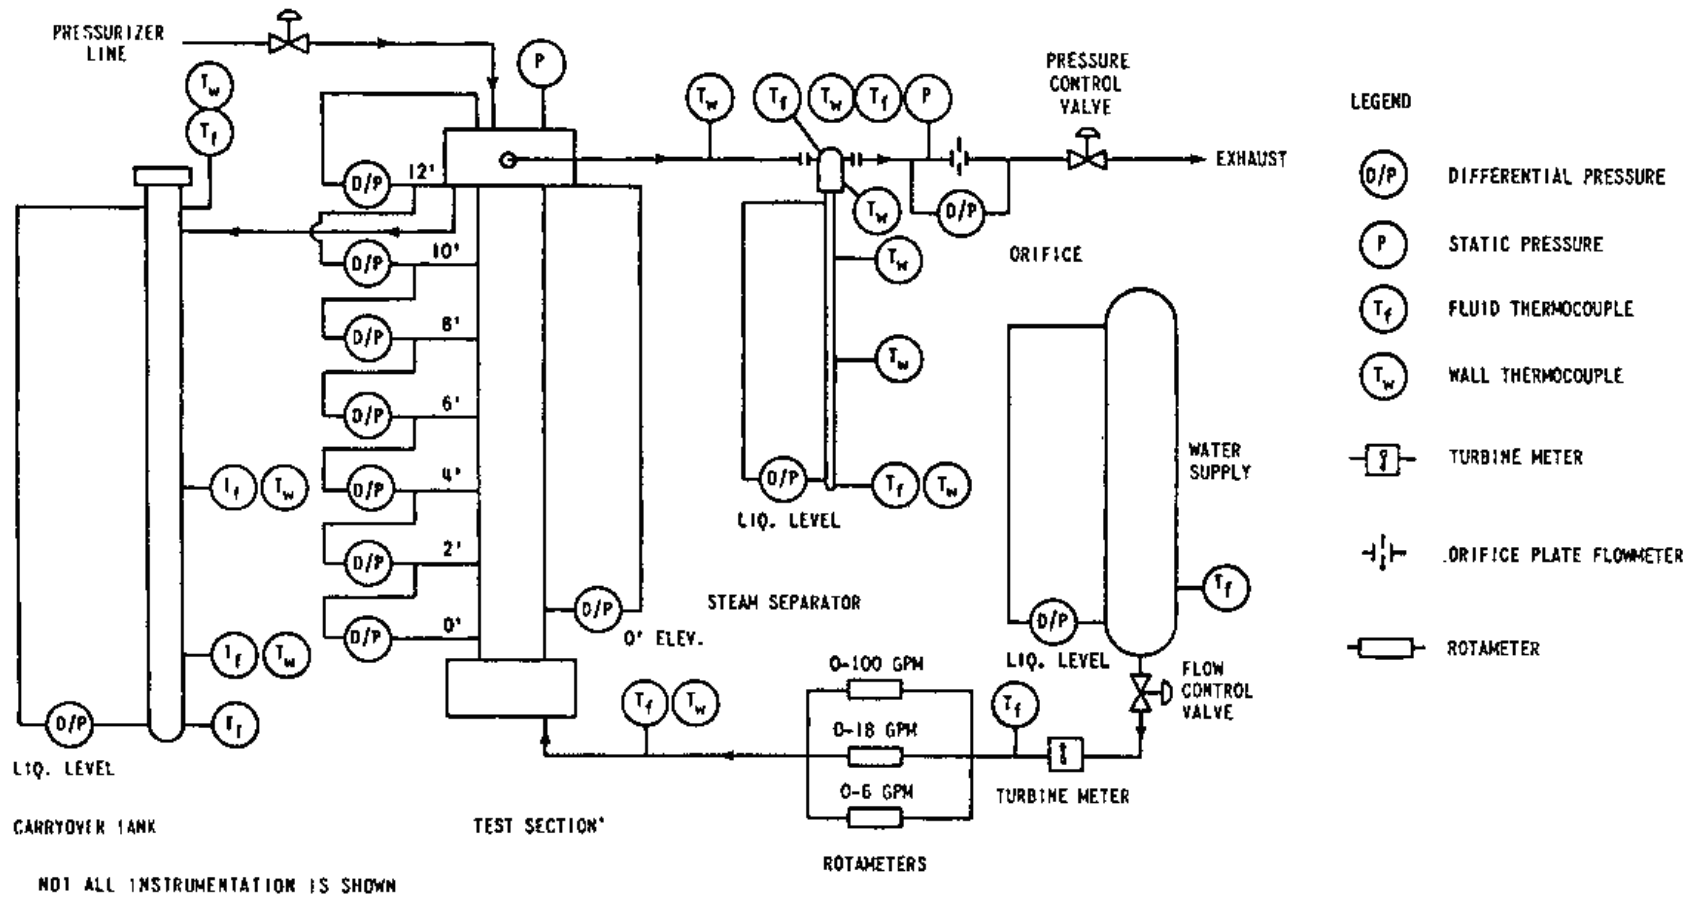 PRESSURIZER
LINE
P
PRESSURE
CONTROL
VALVE
Tw
Tf
Tw
Tf
Tw
Tf
P
LEGEND
EXHAUST
D/P
12'
D/P
DIFFERENTIAL PRESSURE
Tw
D/P
ORIFICE
D/P
10'
Tw
P
STATIC PRESSURE
D/P
8'
Tw
Tf
FLUID THERMOCOUPLE
D/P
6'
Tw
WALL THERMOCOUPLE
WATER
SUPPLY
TURBINE METER
Tf
Tw
D/P
4'
D/P
Tf
Tw
LIQ. LEVEL
D/P
2'
ORIFICE PLATE FLOWMETER
Tf
STEAM SEPARATOR
D/P
0'
D/P
0' ELEV.
D/P
LIQ. LEVEL
ROTAMETER
Tf
Tw
0-100 GPM
FLOW
CONTROL
VALVE
Tf
Tw
Tf
D/P
LIQ. LEVEL
0-18 GPM
0-6 GPM
TURBINE METER
CARRYOVER TANK
TEST SECTION
ROTAMETERS
NOT ALL INSTRUMENTATION IS SHOWN